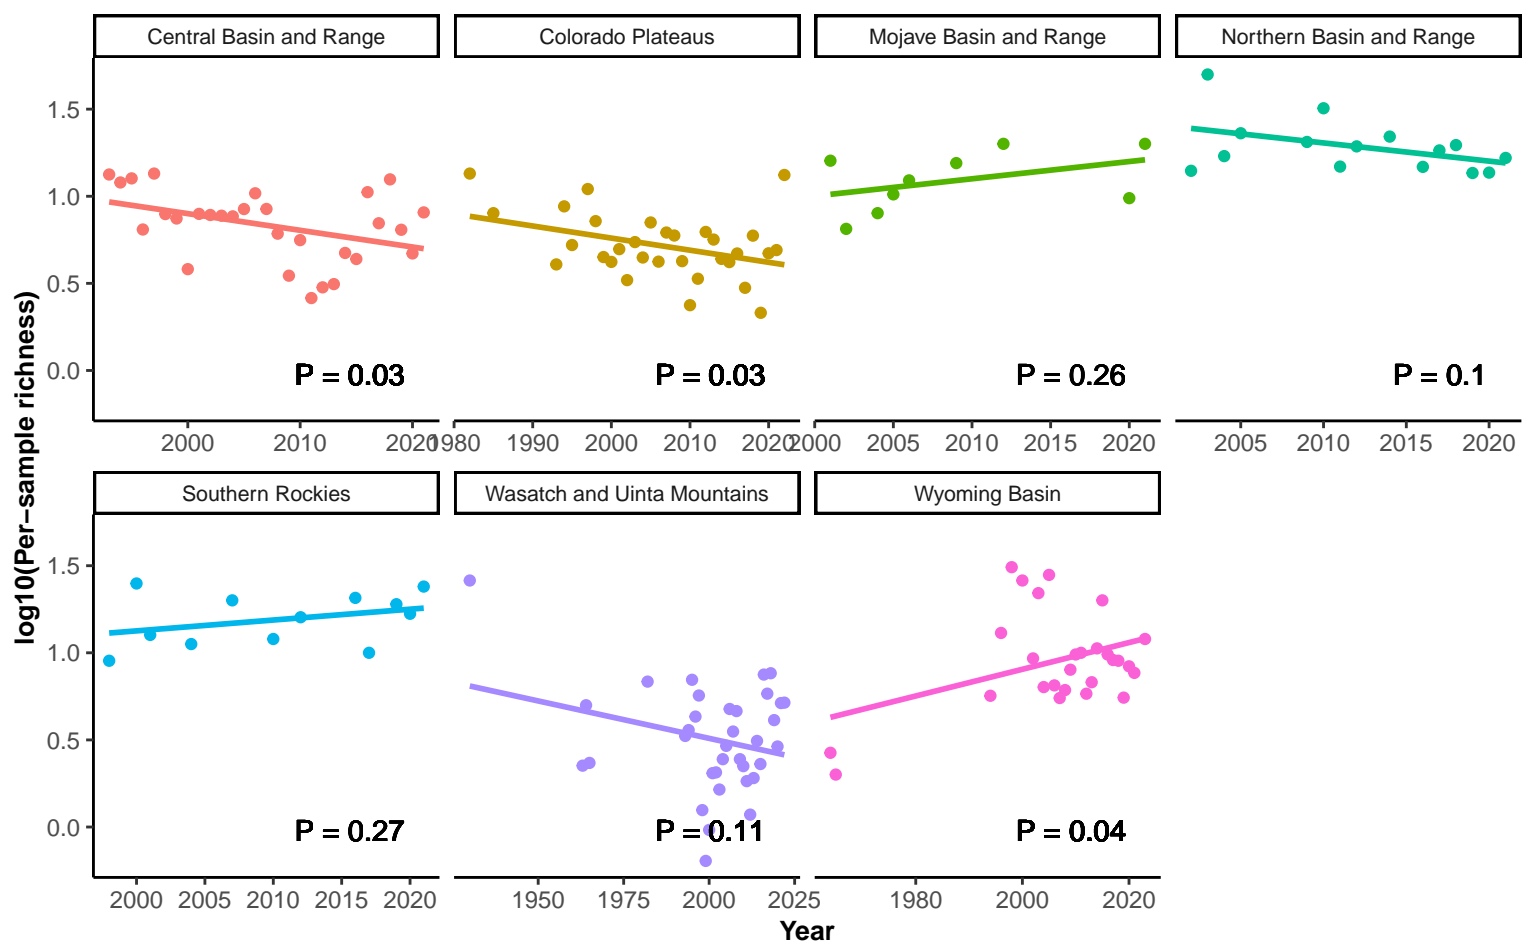 Central Basin and Range
Colorado Plateaus
Mojave Basin and Range
Northern Basin and Range
1.5
1.0
0.5
0.0
P = 0.03
P = 0.03
P = 0.26
P = 0.1
2000 2010 2020
1980 1990 2000 2010 2020
2000 2005 2010 2015 2020
2005 2010 2015 2020
Southern Rockies
Wasatch and Uinta Mountains
Wyoming Basin
1.5
1.0
0.5
0.0
P = 0.27
P = 0.11
P = 0.04
2000 2005 2010 2015 2020
1950 1975 2000 2025
1980 2000 2020
Year
log10(Per−sample richness)